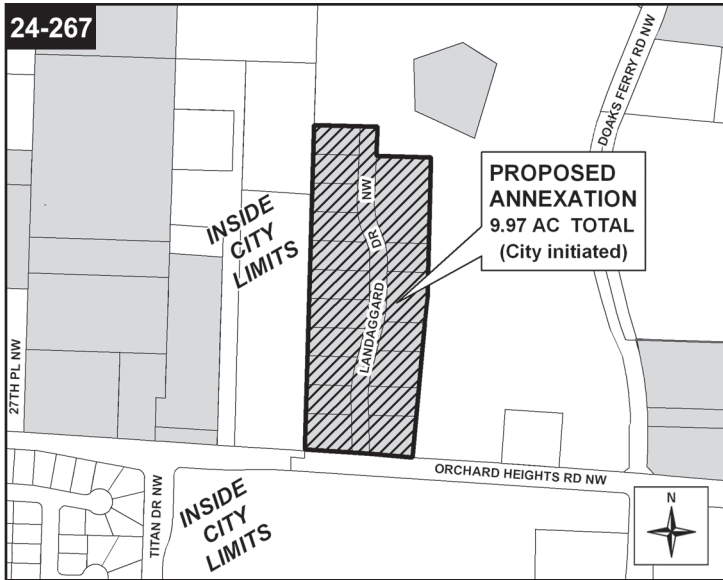 24-267
DOAKS FERRY RD NW
PROPOSED
ANNEXATION
9.97 AC TOTAL
(City initiated)
INSIDE
CITY
LIMITS
LANDAGGARD DR NW
27TH PL NW
ORCHARD HEIGHTS RD NW
TITAN DR NW
INSIDE
CITY
LIMITS
N